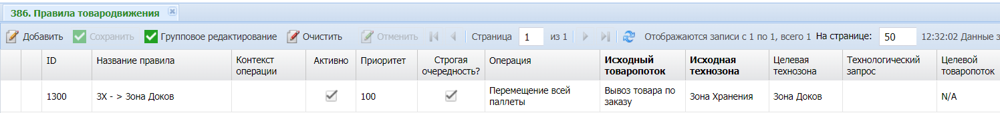 386. Правила товародвижения
Добавить Сохранить Групповое редактирование Очистить Отменить Страница 1 из 1 Отображаются записи с 1 по 1, всего 1 На странице: 50 12:32:02 Данные з
ID Название правила Контекст операции Активно Приоритет Строгая очередность? Операция Исходный товаропоток Исходная технозона Целевая технозона Технологический запрос Целевой товаропоток
1300 ЗХ - > Зона Доков 100 Перемещение всей паллеты Вывоз товара по заказу Зона Хранения Зона Доков N/A